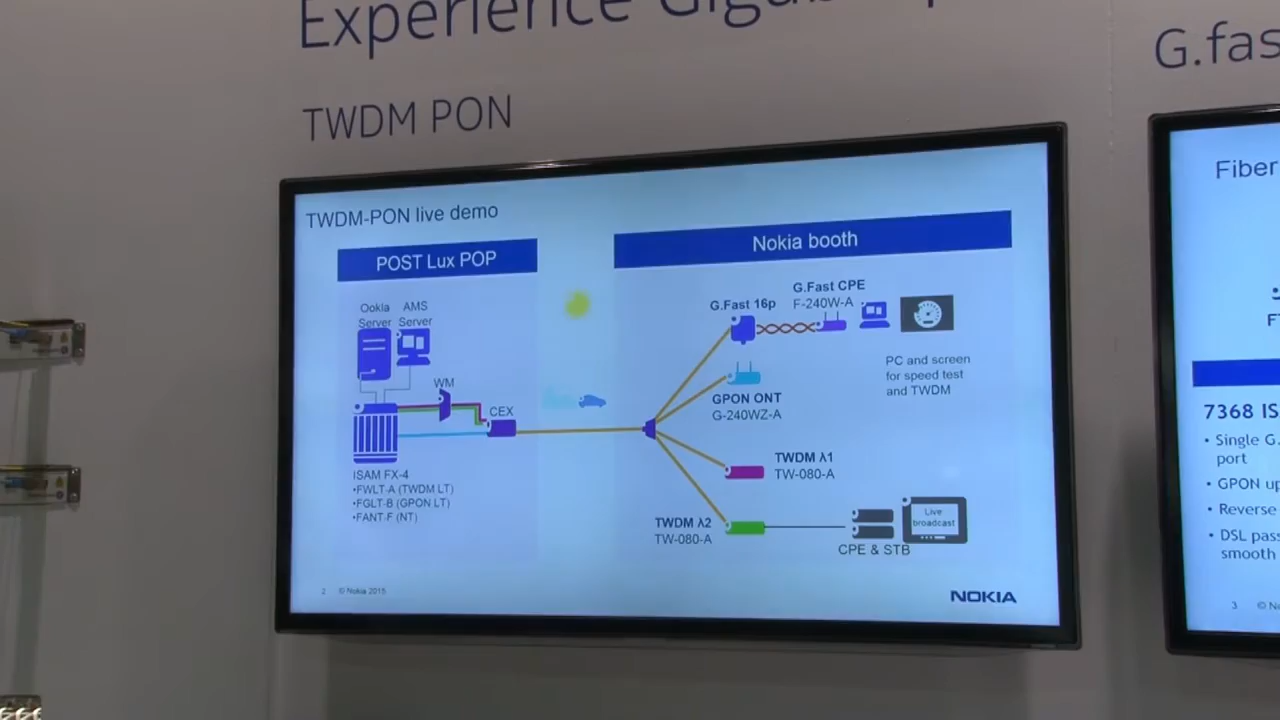 Experience
TWDM PON
G.fas
TWDM-PON live demo
POST Lux POP
Nokia booth
Ookla
Server
AMS
Server
WM
CEX
ISAM FX-4
•FWLT-A (TWDM LT)
•FGLT-B (GPON LT)
•FANT-F (NT)
G.Fast 16p
G.Fast CPE
F-240W-A
PC and screen
for speed test
and TWDM
GPON ONT
G-240WZ-A
TWDM λ1
TW-080-A
TWDM λ2
TW-080-A
Live
broadcast
CPE & STB
2 © Nokia 2015
NOKIA
Fiber
7368 IS
• Single G.
port
• GPON up
• Reverse
• DSL pass
smooth
3 © No